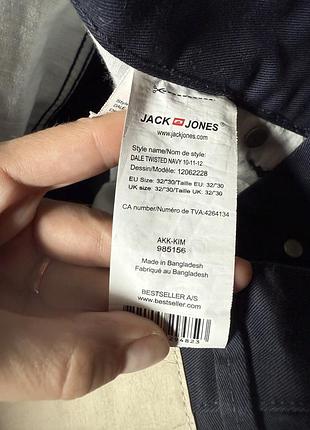 JACK JONES®
www.jackjones.com
Style name/Nom de style:
DALE TWISTED NAVY 10-11-12
Dessin/Modéle: 12062228
EU Size: 32/"30/Taille EU: 32/"30
UK size: 32/"30/Taille UK: 32/"30
CA number/Numéro de TVA:4264134
AKK-KIM
985156
Made in Bangladesh
Fabriqué au Bangladesh
BESTSELLER A/S
www.bestseller.com